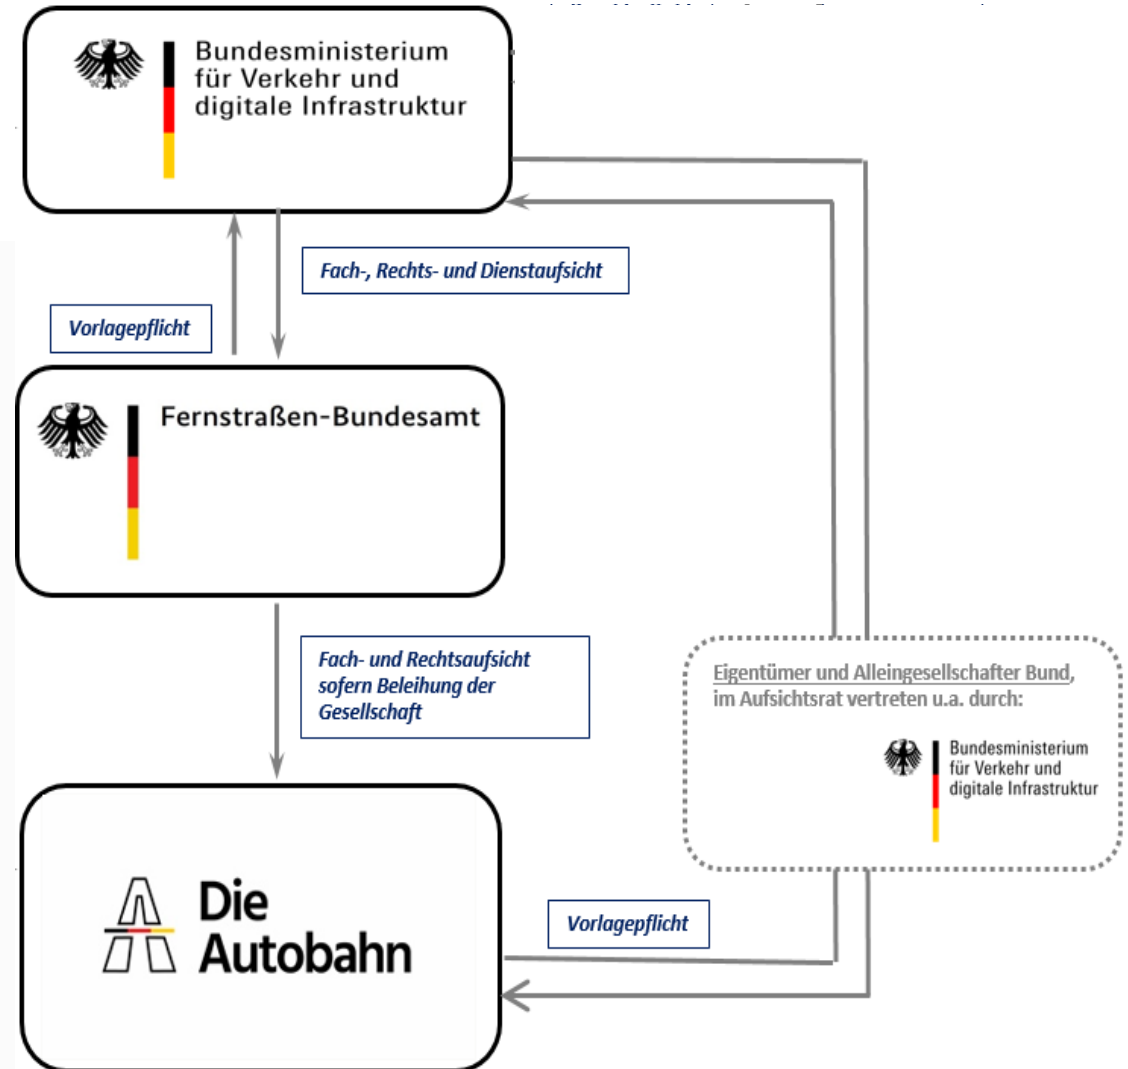 Bundesministerium
für Verkehr und
digitale Infrastruktur
Fach-, Rechts- und Dienstaufsicht
Vorlagepflicht
Fernstraßen-Bundesamt
Fach- und Rechtsaufsicht
sofern Beleihung der
Gesellschaft
Eigentümer und Alleingesellschafter Bund,
im Aufsichtsrat vertreten u.a. durch:
Bundesministerium
für Verkehr und
digitale Infrastruktur
Die
Autobahn
Vorlagepflicht